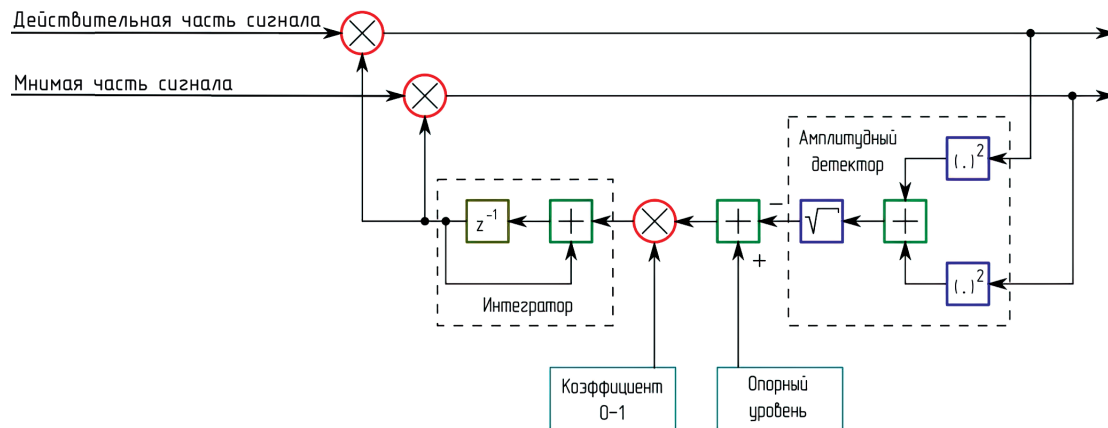 Действительная часть сигнала
Мнимая часть сигнала
Амплитудный
детектор
(.)²
z⁻¹
√
(.)²
Интегратор
Коэффициент
0-1
Опорный
уровень